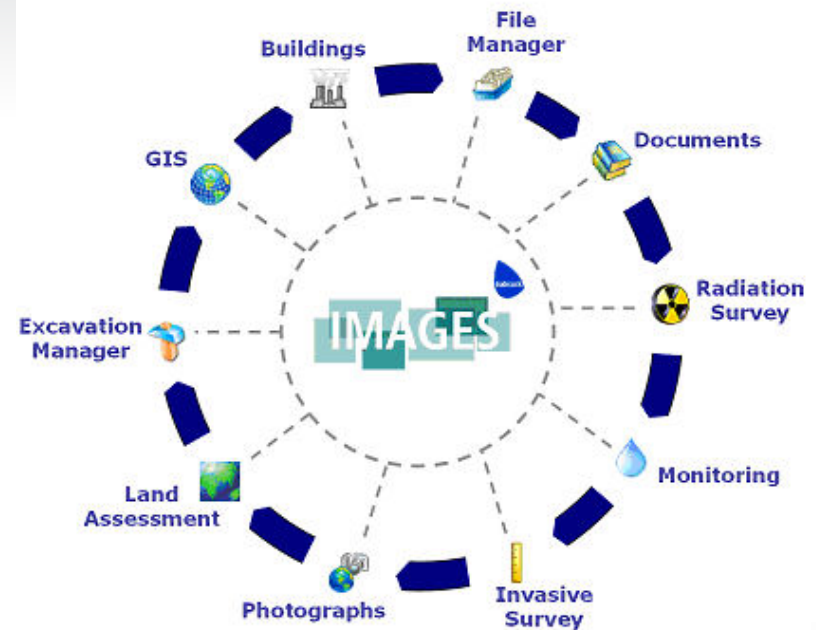 File
Manager
Buildings
Documents
GIS
Radiation
Survey
IMAGES
Excavation
Manager
Monitoring
Land
Assessment
Invasive
Survey
Photographs